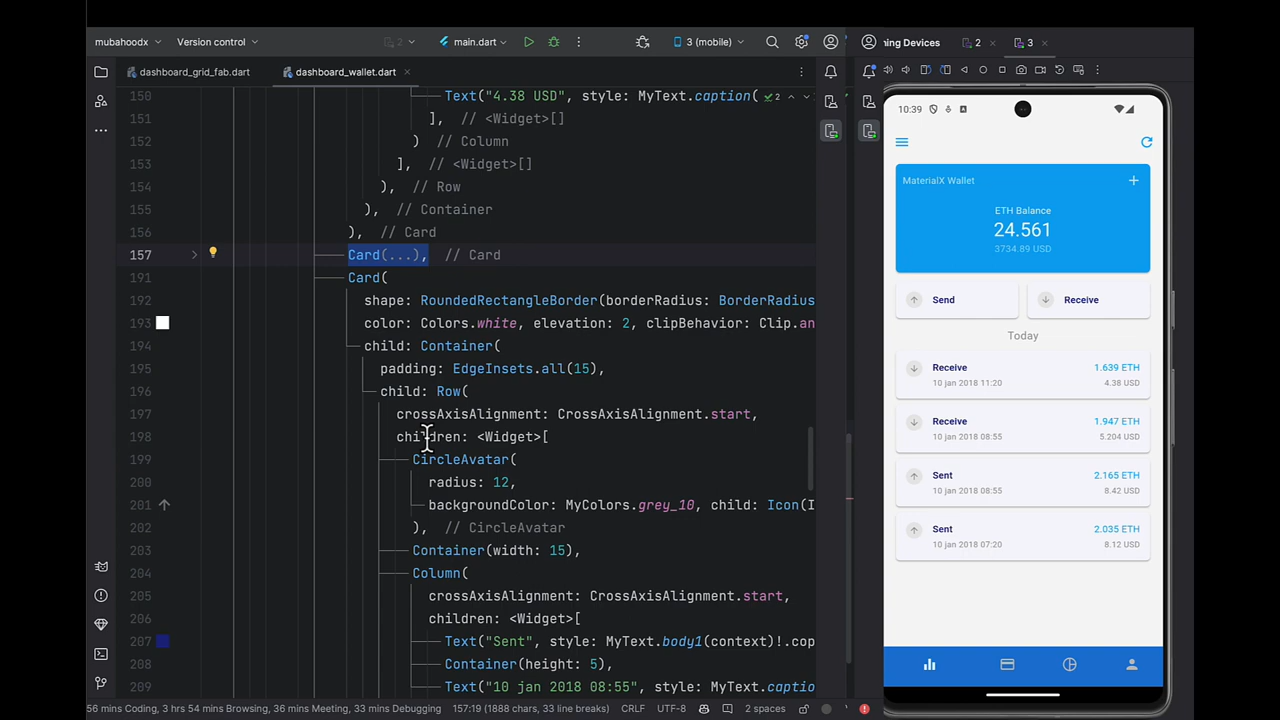 mubahoodx
Version control
2
main.dart
3 (mobile)
ning Devices
2
3
dashboard_grid_fab.dart
dashboard_wallet.dart
150 Text("4.38 USD", style: MyText.caption( 2
151 ], // <Widget>[]
152 ) // Column
153 ], // <Widget>[]
154 ), // Row
155 ), // Container
156 ), // Card
157 Card(...), // Card
191 Card(
192 shape: RoundedRectangleBorder(borderRadius: BorderRadius
193 color: Colors.white, elevation: 2, clipBehavior: Clip.an
194 child: Container(
195 padding: EdgeInsets.all(15),
196 child: Row(
197 crossAxisAlignment: CrossAxisAlignment.start,
198 children: <Widget>[
199 CircleAvatar(
200 radius: 12,
201 backgroundColor: MyColors.grey_10, child: Icon(I
202 ), // CircleAvatar
203 Container(width: 15),
204 Column(
205 crossAxisAlignment: CrossAxisAlignment.start,
206 children: <Widget>[
207 Text("Sent", style: MyText.body1(context)!.cop
208 Container(height: 5),
209 Text("10 jan 2018 08:55", style: MyText.captio
56 mins Coding, 3 hrs 54 mins Browsing, 36 mins Meeting, 33 mins Debugging.
157:19 (1888 chars, 33 line breaks)
CRLF
UTF-8
2 spaces
10:39
MaterialX Wallet
ETH Balance
24.561
3734.89 USD
Send
Receive
Today
Receive 1.639 ETH
10 jan 2018 11:20 4.38 USD
Receive 1.947 ETH
10 jan 2018 08:55 5.204 USD
Sent 2.165 ETH
10 jan 2018 08:55 8.42 USD
Sent 2.035 ETH
10 jan 2018 07:20 8.12 USD